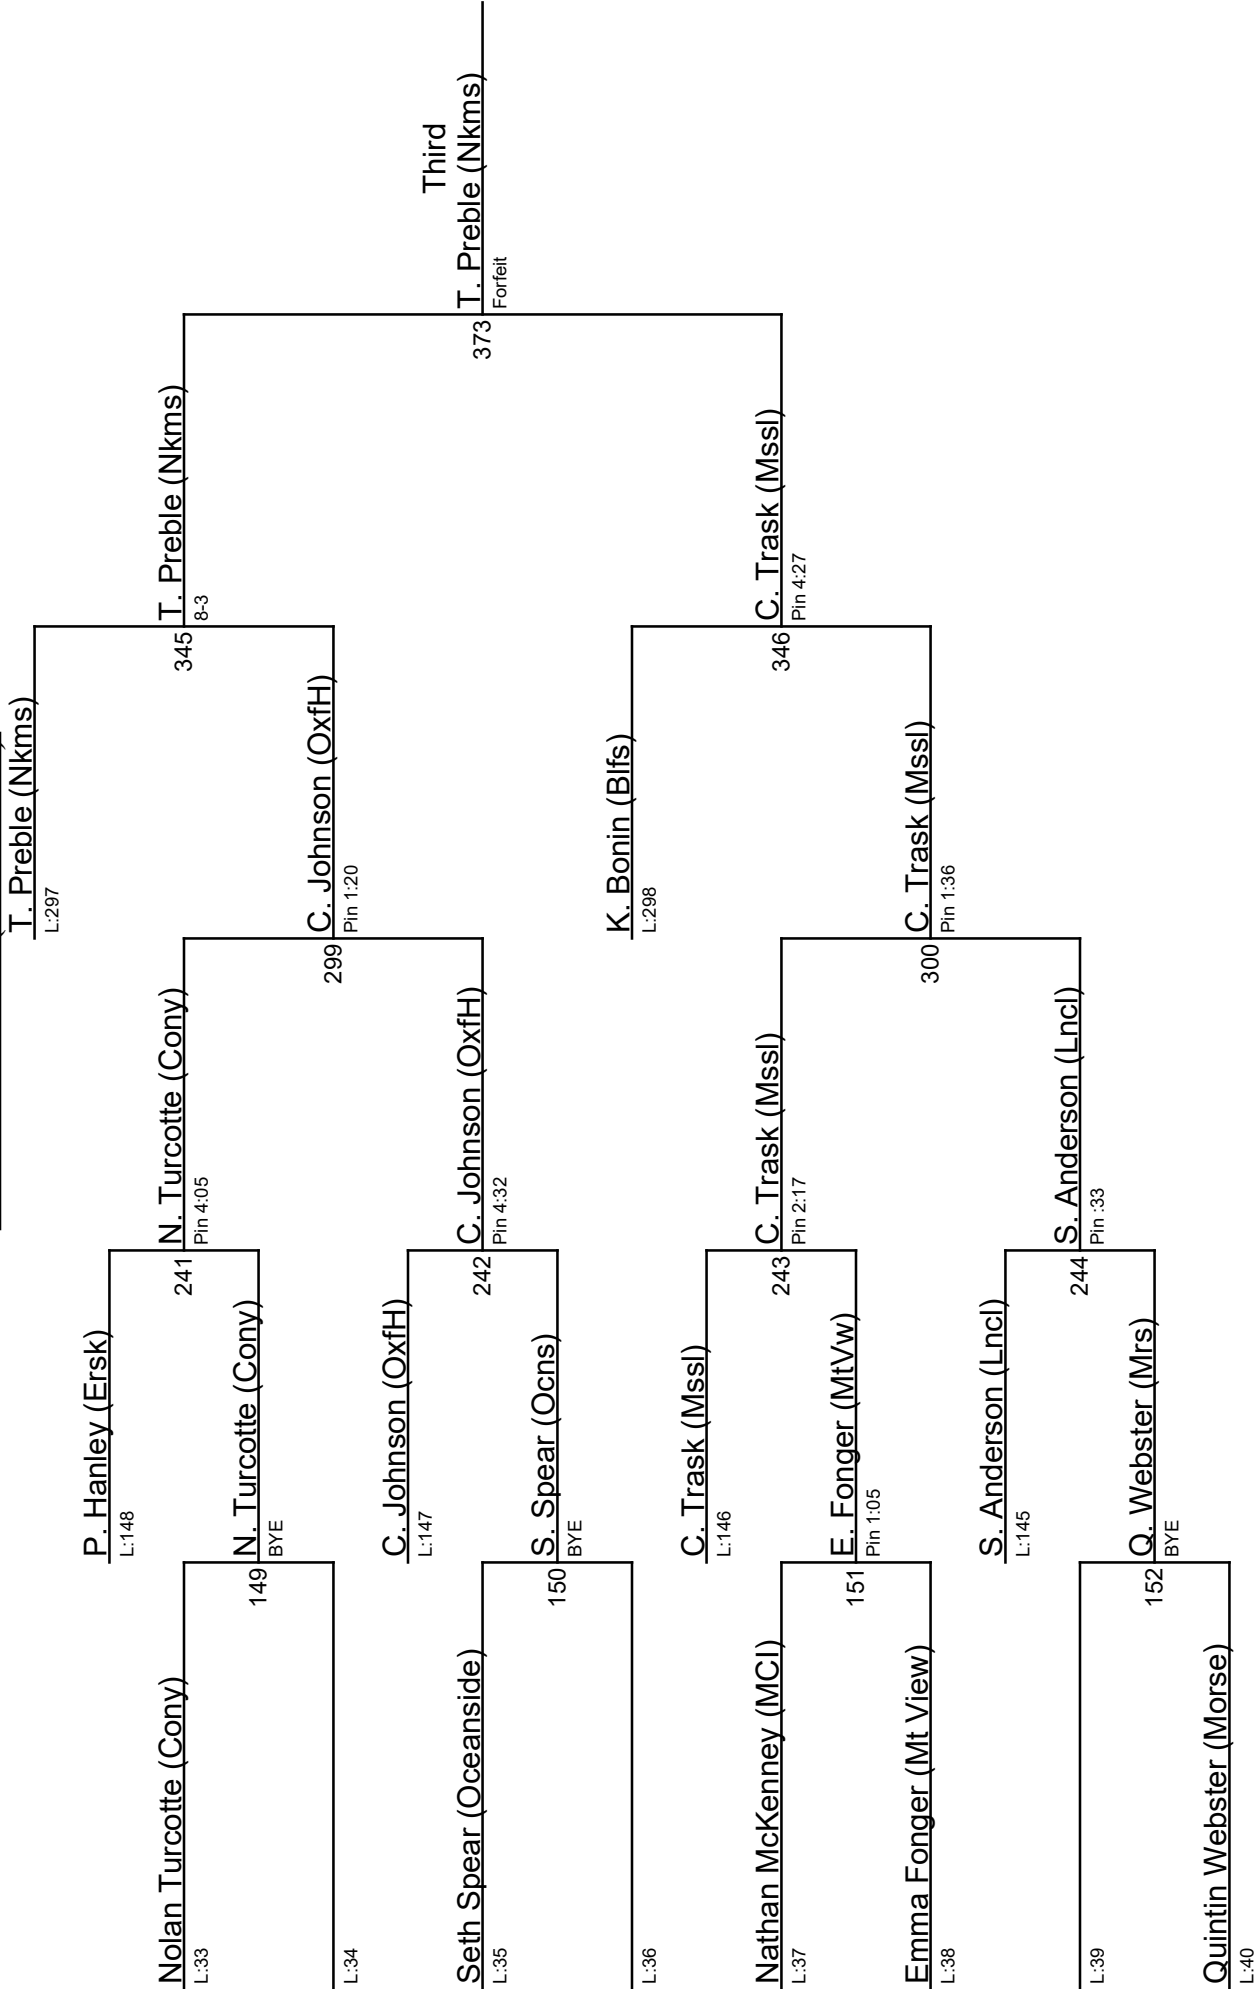 Nolan Turcotte (Cony)
L:33
L:34
Seth Spear (Oceanside)
L:35
L:36
Nathan McKenney (MCI)
L:37
Emma Fonger (Mt View)
L:38
L:39
Quintin Webster (Morse)
L:40
P. Hanley (Ersk)
L:148
149
N. Turcotte (Cony)
BYE
C. Johnson (OxfH)
L:147
150
S. Spear (Ocns)
BYE
C. Trask (Mssl)
L:146
151
E. Fonger (MtVw)
Pin 1:05
S. Anderson (Lncl)
L:145
152
Q. Webster (Mrs)
BYE
241
N. Turcotte (Cony)
Pin 4:05
242
C. Johnson (OxfH)
Pin 4:32
243
C. Trask (Mssl)
Pin 2:17
244
S. Anderson (Lncl)
Pin :33
T. Preble (Nkms)
L:297
299
C. Johnson (OxfH)
Pin 1:20
K. Bonin (Blfs)
L:298
300
C. Trask (Mssl)
Pin 1:36
345
T. Preble (Nkms)
8-3
346
C. Trask (Mssl)
Pin 4:27
Third
373
T. Preble (Nkms)
Forfeit